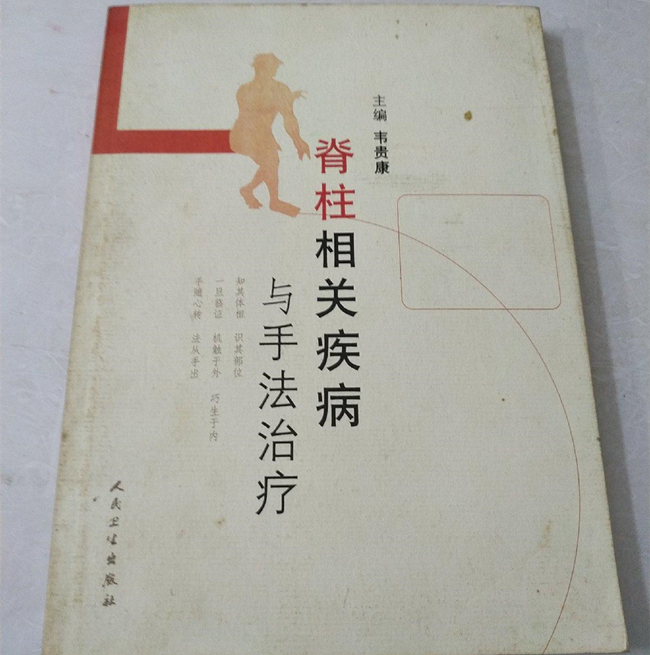 主编 韦贵康
脊柱相关疾病
与手法治疗
知其体相 识其部位
一旦临证 机触于外 巧生于内
手随心转 法从手出
人民卫生出版社